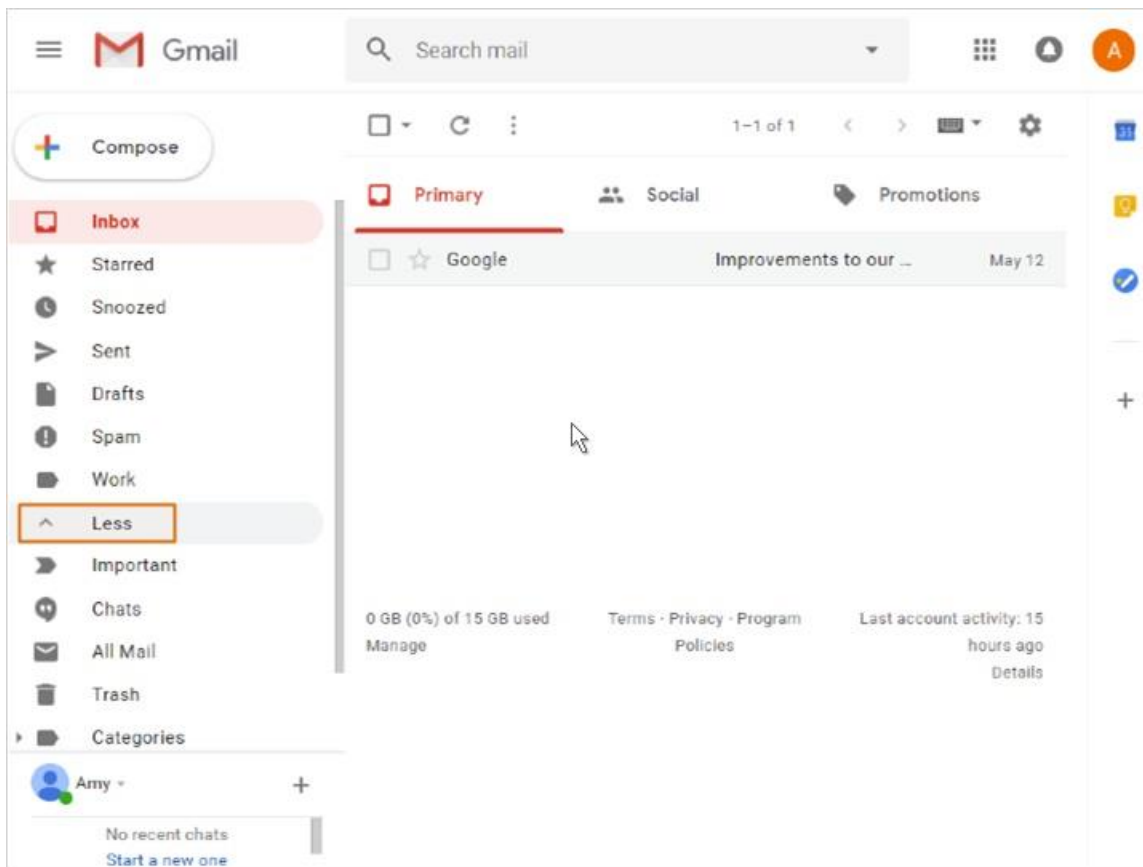 Gmail
Search mail
A
Compose
1–1 of 1
31
Primary
Social
Promotions
Inbox
Google
Improvements to our ...
May 12
Starred
Snoozed
Sent
Drafts
Spam
Work
Less
Important
Chats
All Mail
Trash
Categories
0 GB (0%) of 15 GB used
Manage
Terms · Privacy · Program
Policies
Last account activity: 15
hours ago
Details
Amy
No recent chats
Start a new one